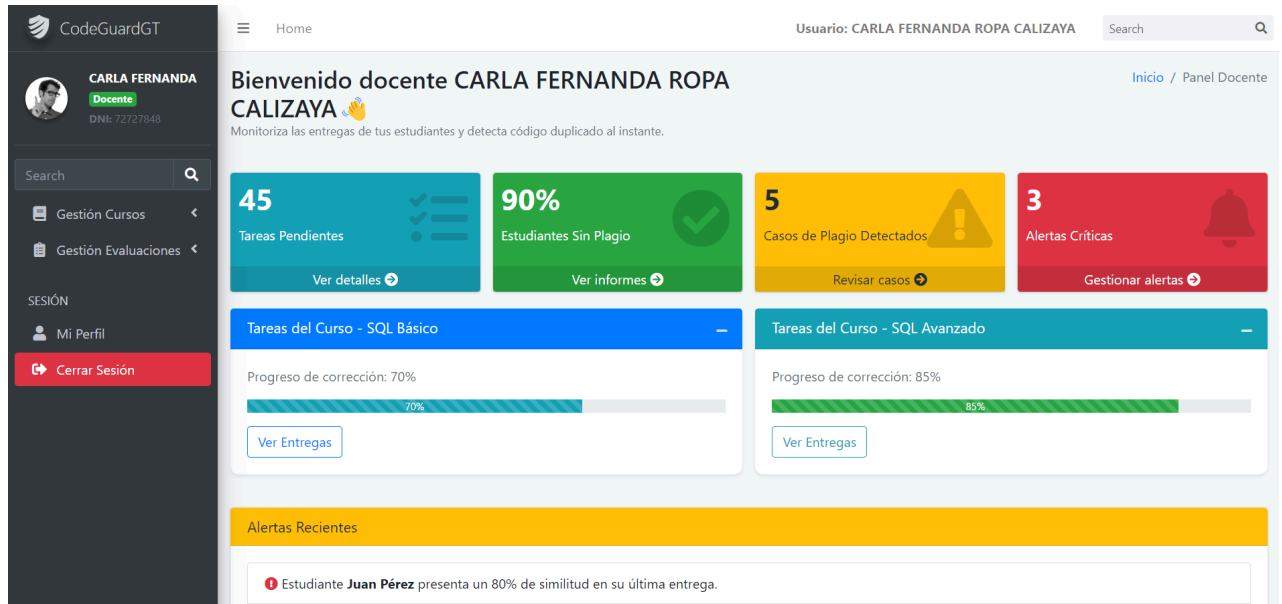 CodeGuardGT
Home
Usuario: CARLA FERNANDA ROPA CALIZAYA
Search
CARLA FERNANDA
Docente
DNI: 72727848
Search
Gestión Cursos
Gestión Evaluaciones
SESIÓN
Mi Perfil
Cerrar Sesión
Bienvenido docente CARLA FERNANDA ROPA
CALIZAYA 👋
Monitoriza las entregas de tus estudiantes y detecta código duplicado al instante.
Inicio / Panel Docente
45
Tareas Pendientes
Ver detalles
90%
Estudiantes Sin Plagio
Ver informes
5
Casos de Plagio Detectados
Revisar casos
3
Alertas Críticas
Gestionar alertas
Tareas del Curso - SQL Básico
Progreso de corrección: 70%
70%
Ver Entregas
Tareas del Curso - SQL Avanzado
Progreso de corrección: 85%
85%
Ver Entregas
Alertas Recientes
Estudiante Juan Pérez presenta un 80% de similitud en su última entrega.